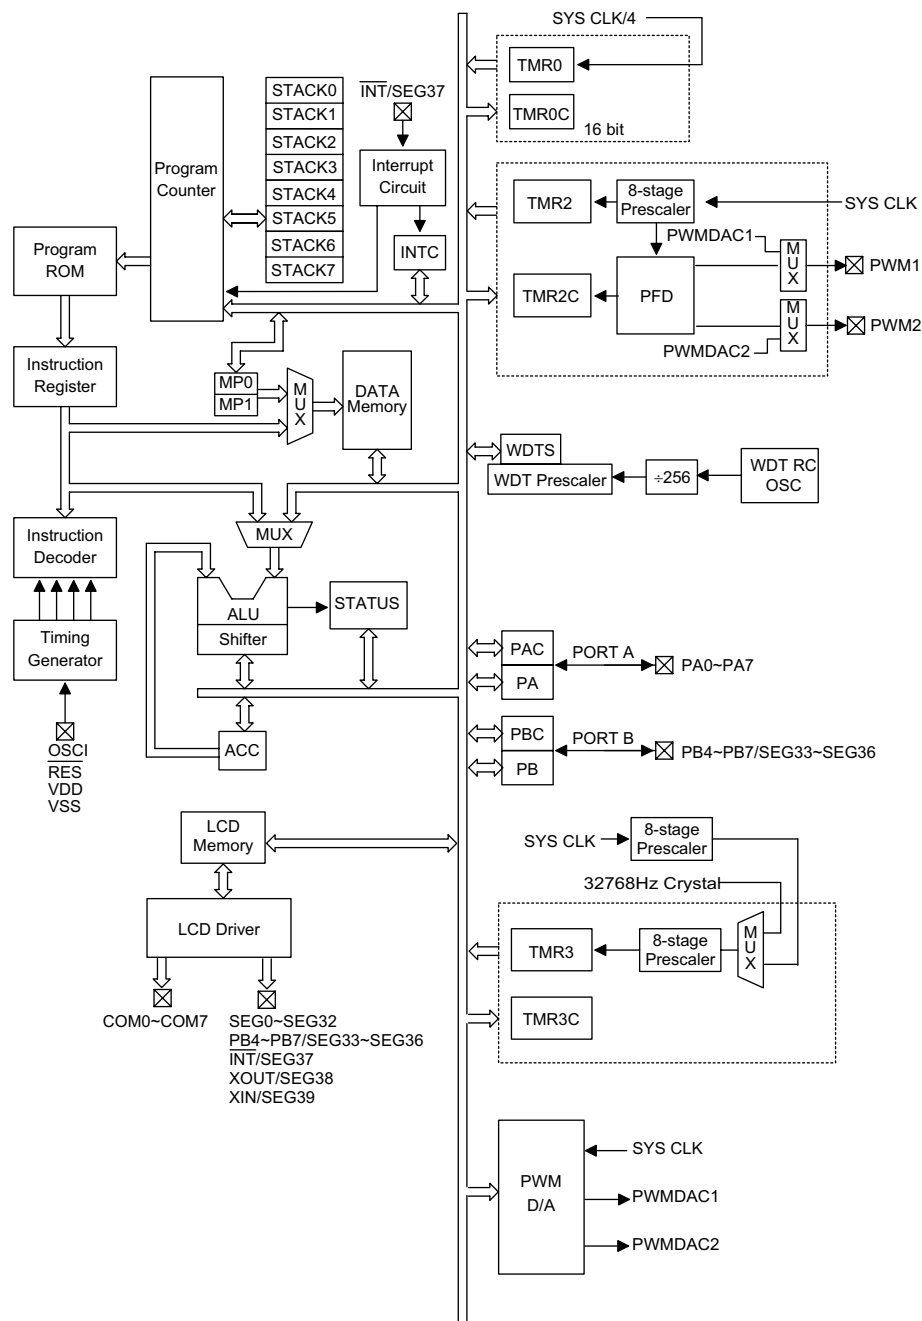 SYS CLK/4
TMR0
TMR0C
16 bit
STACK0
STACK1
STACK2
STACK3
STACK4
STACK5
STACK6
STACK7
INT/SEG37
Program
Counter
Interrupt
Circuit
INTC
Program
ROM
Instruction
Register
MP0
MP1
MUX
DATA
Memory
TMR2
8-stage
Prescaler
SYS CLK
PWMDAC1
MUX
PWM1
TMR2C
PFD
MUX
PWM2
PWMDAC2
WDTS
WDT Prescaler
÷256
WDT RC
OSC
Instruction
Decoder
MUX
ALU
Shifter
STATUS
Timing
Generator
OSCI
RES
VDD
VSS
ACC
PAC
PA
PORT A
PA0~PA7
PBC
PB
PORT B
PB4~PB7/SEG33~SEG36
LCD
Memory
LCD Driver
COM0~COM7
SEG0~SEG32
PB4~PB7/SEG33~SEG36
INT/SEG37
XOUT/SEG38
XIN/SEG39
SYS CLK
8-stage
Prescaler
32768Hz Crystal
TMR3
8-stage
Prescaler
MUX
TMR3C
PWM
D/A
SYS CLK
PWMDAC1
PWMDAC2